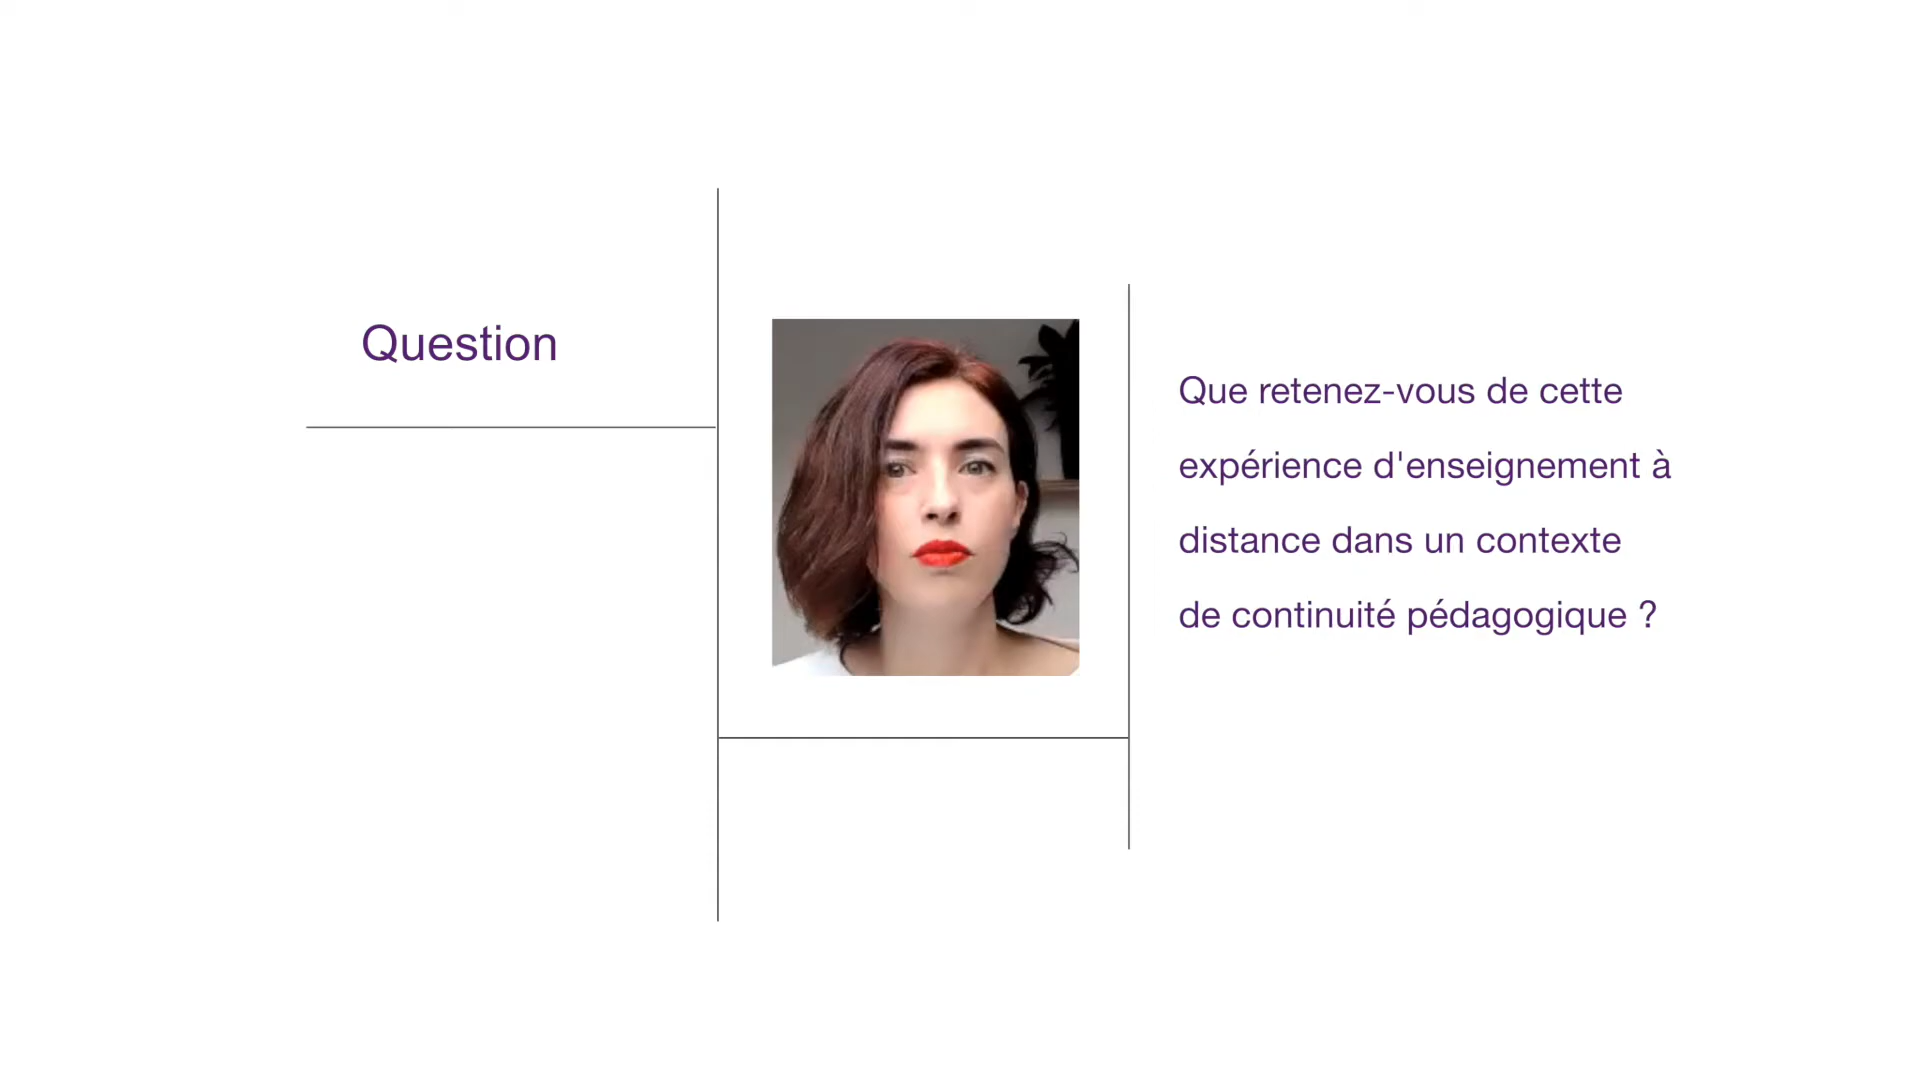 Question
Que retenez-vous de cette
expérience d'enseignement à
distance dans un contexte
de continuité pédagogique ?